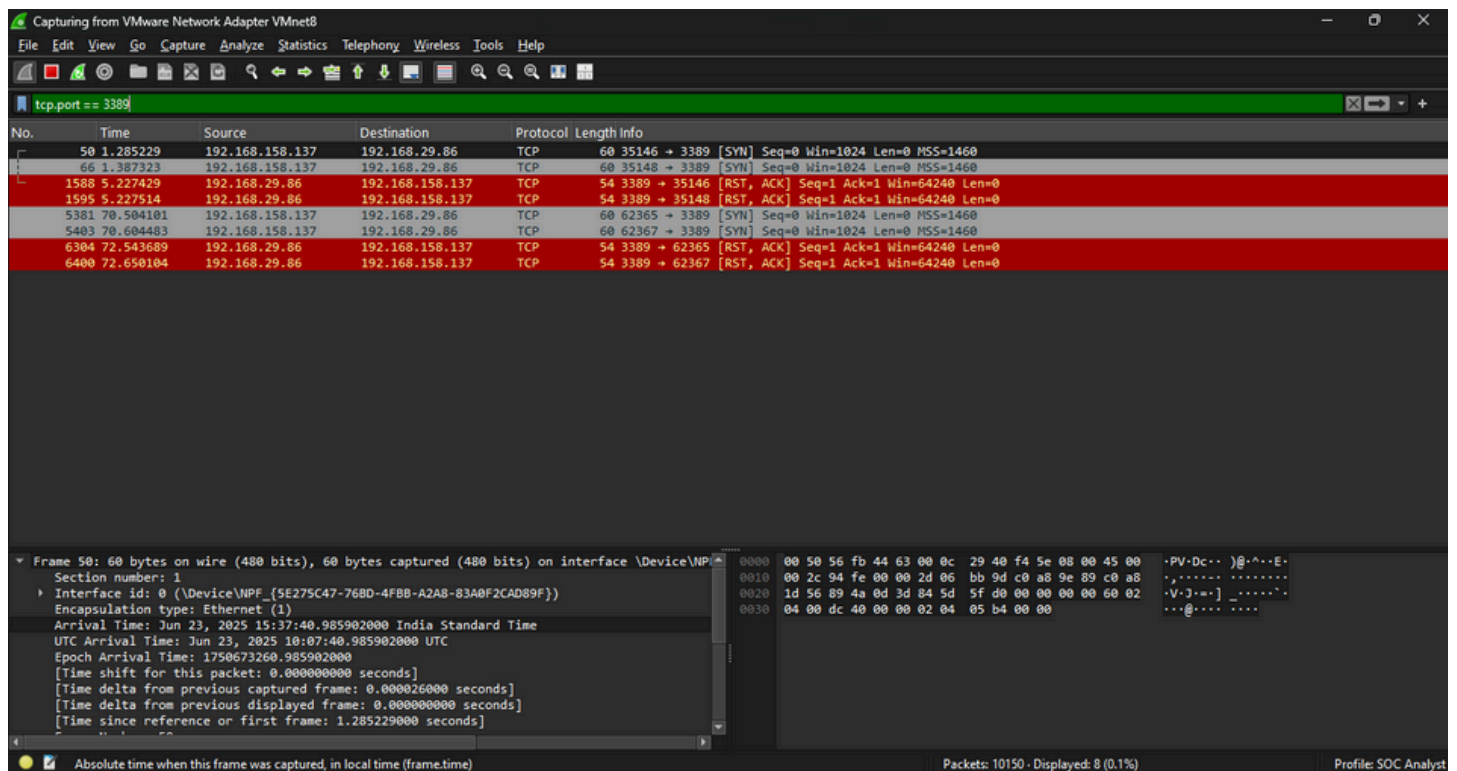 Capturing from VMware Network Adapter VMnet8
File Edit View Go Capture Analyze Statistics Telephony Wireless Tools Help
tcp.port == 3389
No. Time Source Destination Protocol Length Info
50 1.285229 192.168.158.137 192.168.29.86 TCP 60 35146 → 3389 [SYN] Seq=0 Win=1024 Len=0 MSS=1460
66 1.387323 192.168.158.137 192.168.29.86 TCP 60 35148 → 3389 [SYN] Seq=0 Win=1024 Len=0 MSS=1460
1588 5.227429 192.168.29.86 192.168.158.137 TCP 54 3389 → 35146 [RST, ACK] Seq=1 Ack=1 Win=64240 Len=0
1595 5.227514 192.168.29.86 192.168.158.137 TCP 54 3389 → 35148 [RST, ACK] Seq=1 Ack=1 Win=64240 Len=0
5381 70.504101 192.168.158.137 192.168.29.86 TCP 60 62365 → 3389 [SYN] Seq=0 Win=1024 Len=0 MSS=1460
5403 70.604483 192.168.158.137 192.168.29.86 TCP 60 62367 → 3389 [SYN] Seq=0 Win=1024 Len=0 MSS=1460
6304 72.543689 192.168.29.86 192.168.158.137 TCP 54 3389 → 62365 [RST, ACK] Seq=1 Ack=1 Win=64240 Len=0
6400 72.650104 192.168.29.86 192.168.158.137 TCP 54 3389 → 62367 [RST, ACK] Seq=1 Ack=1 Win=64240 Len=0
Frame 50: 60 bytes on wire (480 bits), 60 bytes captured (480 bits) on interface \Device\NP
Section number: 1
Interface id: 0 (\Device\NPF_{5E275C47-76BD-4FBB-A2A8-83A0F2CAD89F})
Encapsulation type: Ethernet (1)
Arrival Time: Jun 23, 2025 15:37:40.985902000 India Standard Time
UTC Arrival Time: Jun 23, 2025 10:07:40.985902000 UTC
Epoch Arrival Time: 1750673260.985902000
[Time shift for this packet: 0.000000000 seconds]
[Time delta from previous captured frame: 0.000026000 seconds]
[Time delta from previous displayed frame: 0.000000000 seconds]
[Time since reference or first frame: 1.285229000 seconds]
0000 00 50 56 fb 44 63 00 0c 29 40 f4 5e 08 00 45 00 ·PV·Dc·· )@·^··E·
0010 00 2c 94 fe 00 00 2d 06 bb 9d c0 a8 9e 89 c0 a8 ·,····-· ········
0020 1d 56 89 4a 0d 3d 84 5d 5f d0 00 00 00 00 60 02 ·V·J·=·] _·····`·
0030 04 00 dc 40 00 00 02 04 05 b4 00 00 ···@···· ····
Absolute time when this frame was captured, in local time (frame.time) Packets: 10150 · Displayed: 8 (0.1%) Profile: SOC Analyst